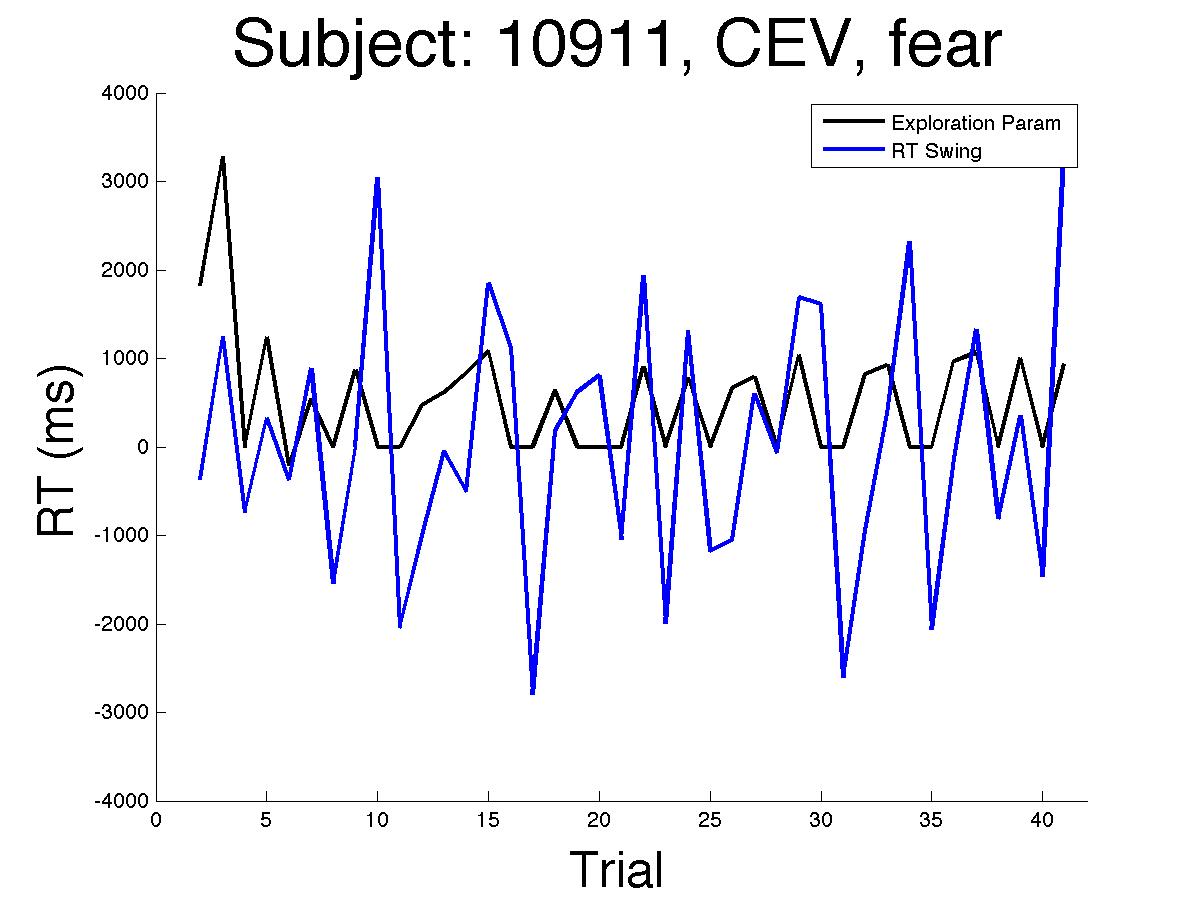 Subject: 10911, CEV, fear
4000
3000
2000
1000
0
-1000
-2000
-3000
-4000
RT (ms)
Exploration Param
RT Swing
0 5 10 15 20 25 30 35 40
Trial